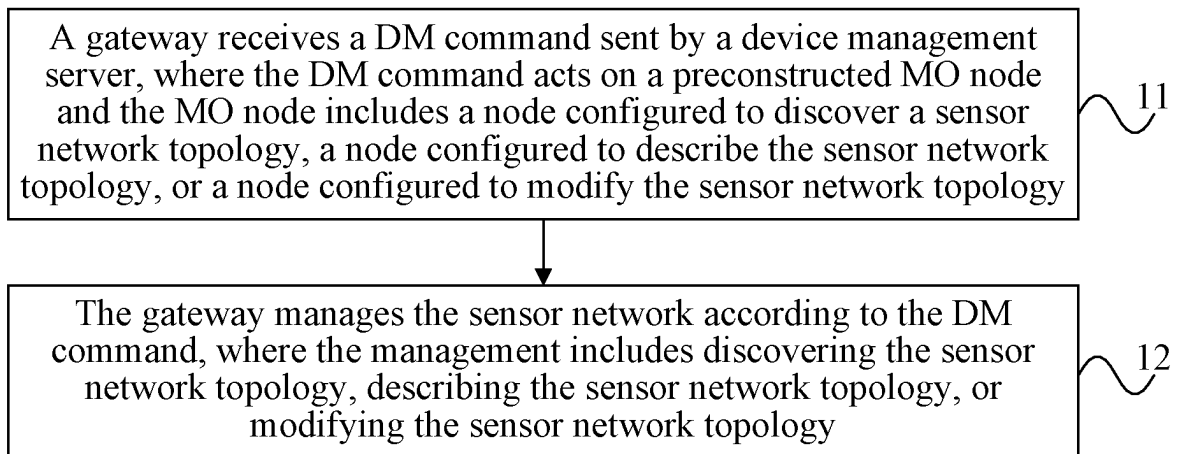 A gateway receives a DM command sent by a device management
server, where the DM command acts on a preconstructed MO node
and the MO node includes a node configured to discover a sensor
network topology, a node configured to describe the sensor network
topology, or a node configured to modify the sensor network topology
11
The gateway manages the sensor network according to the DM
command, where the management includes discovering the sensor
network topology, describing the sensor network topology, or
modifying the sensor network topology
12